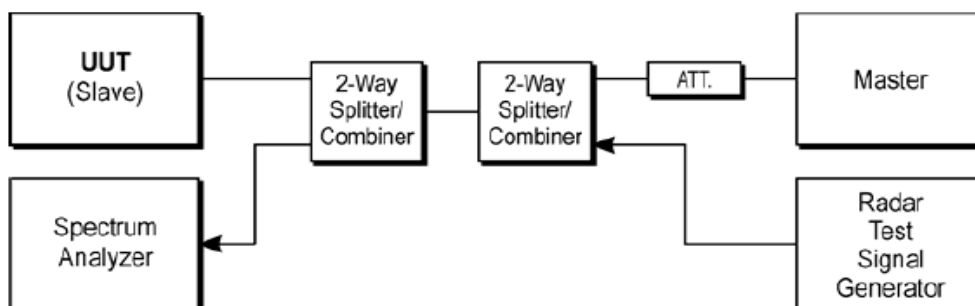 UUT
(Slave)
2-Way
Splitter/
Combiner
2-Way
Splitter/
Combiner
ATT.
Master
Spectrum
Analyzer
Radar
Test
Signal
Generator